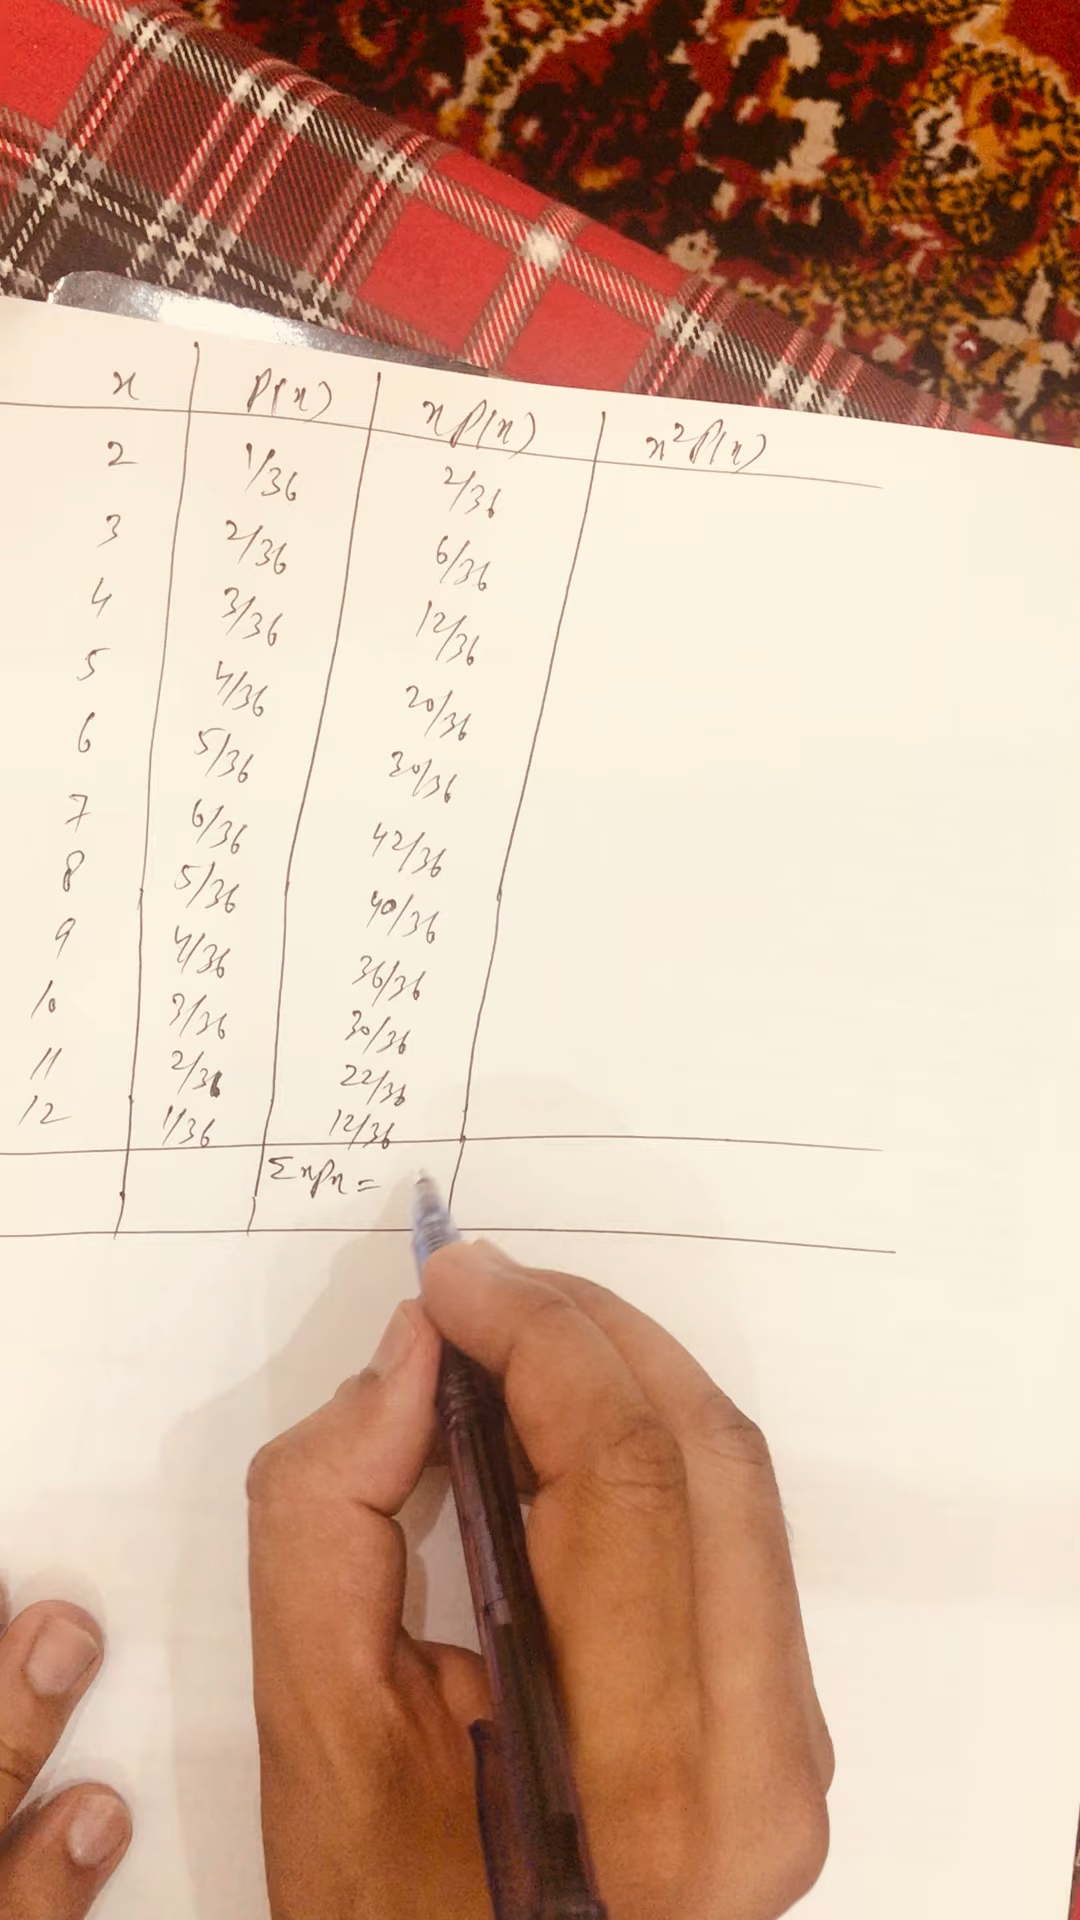 x P(x) xP(x) x²P(x)
2 1/36 2/36
3 2/36 6/36
4 3/36 12/36
5 4/36 20/36
6 5/36 30/36
7 6/36 42/36
8 5/36 40/36
9 4/36 36/36
10 3/36 30/36
11 2/36 22/36
12 1/36 12/36
Σxpx =